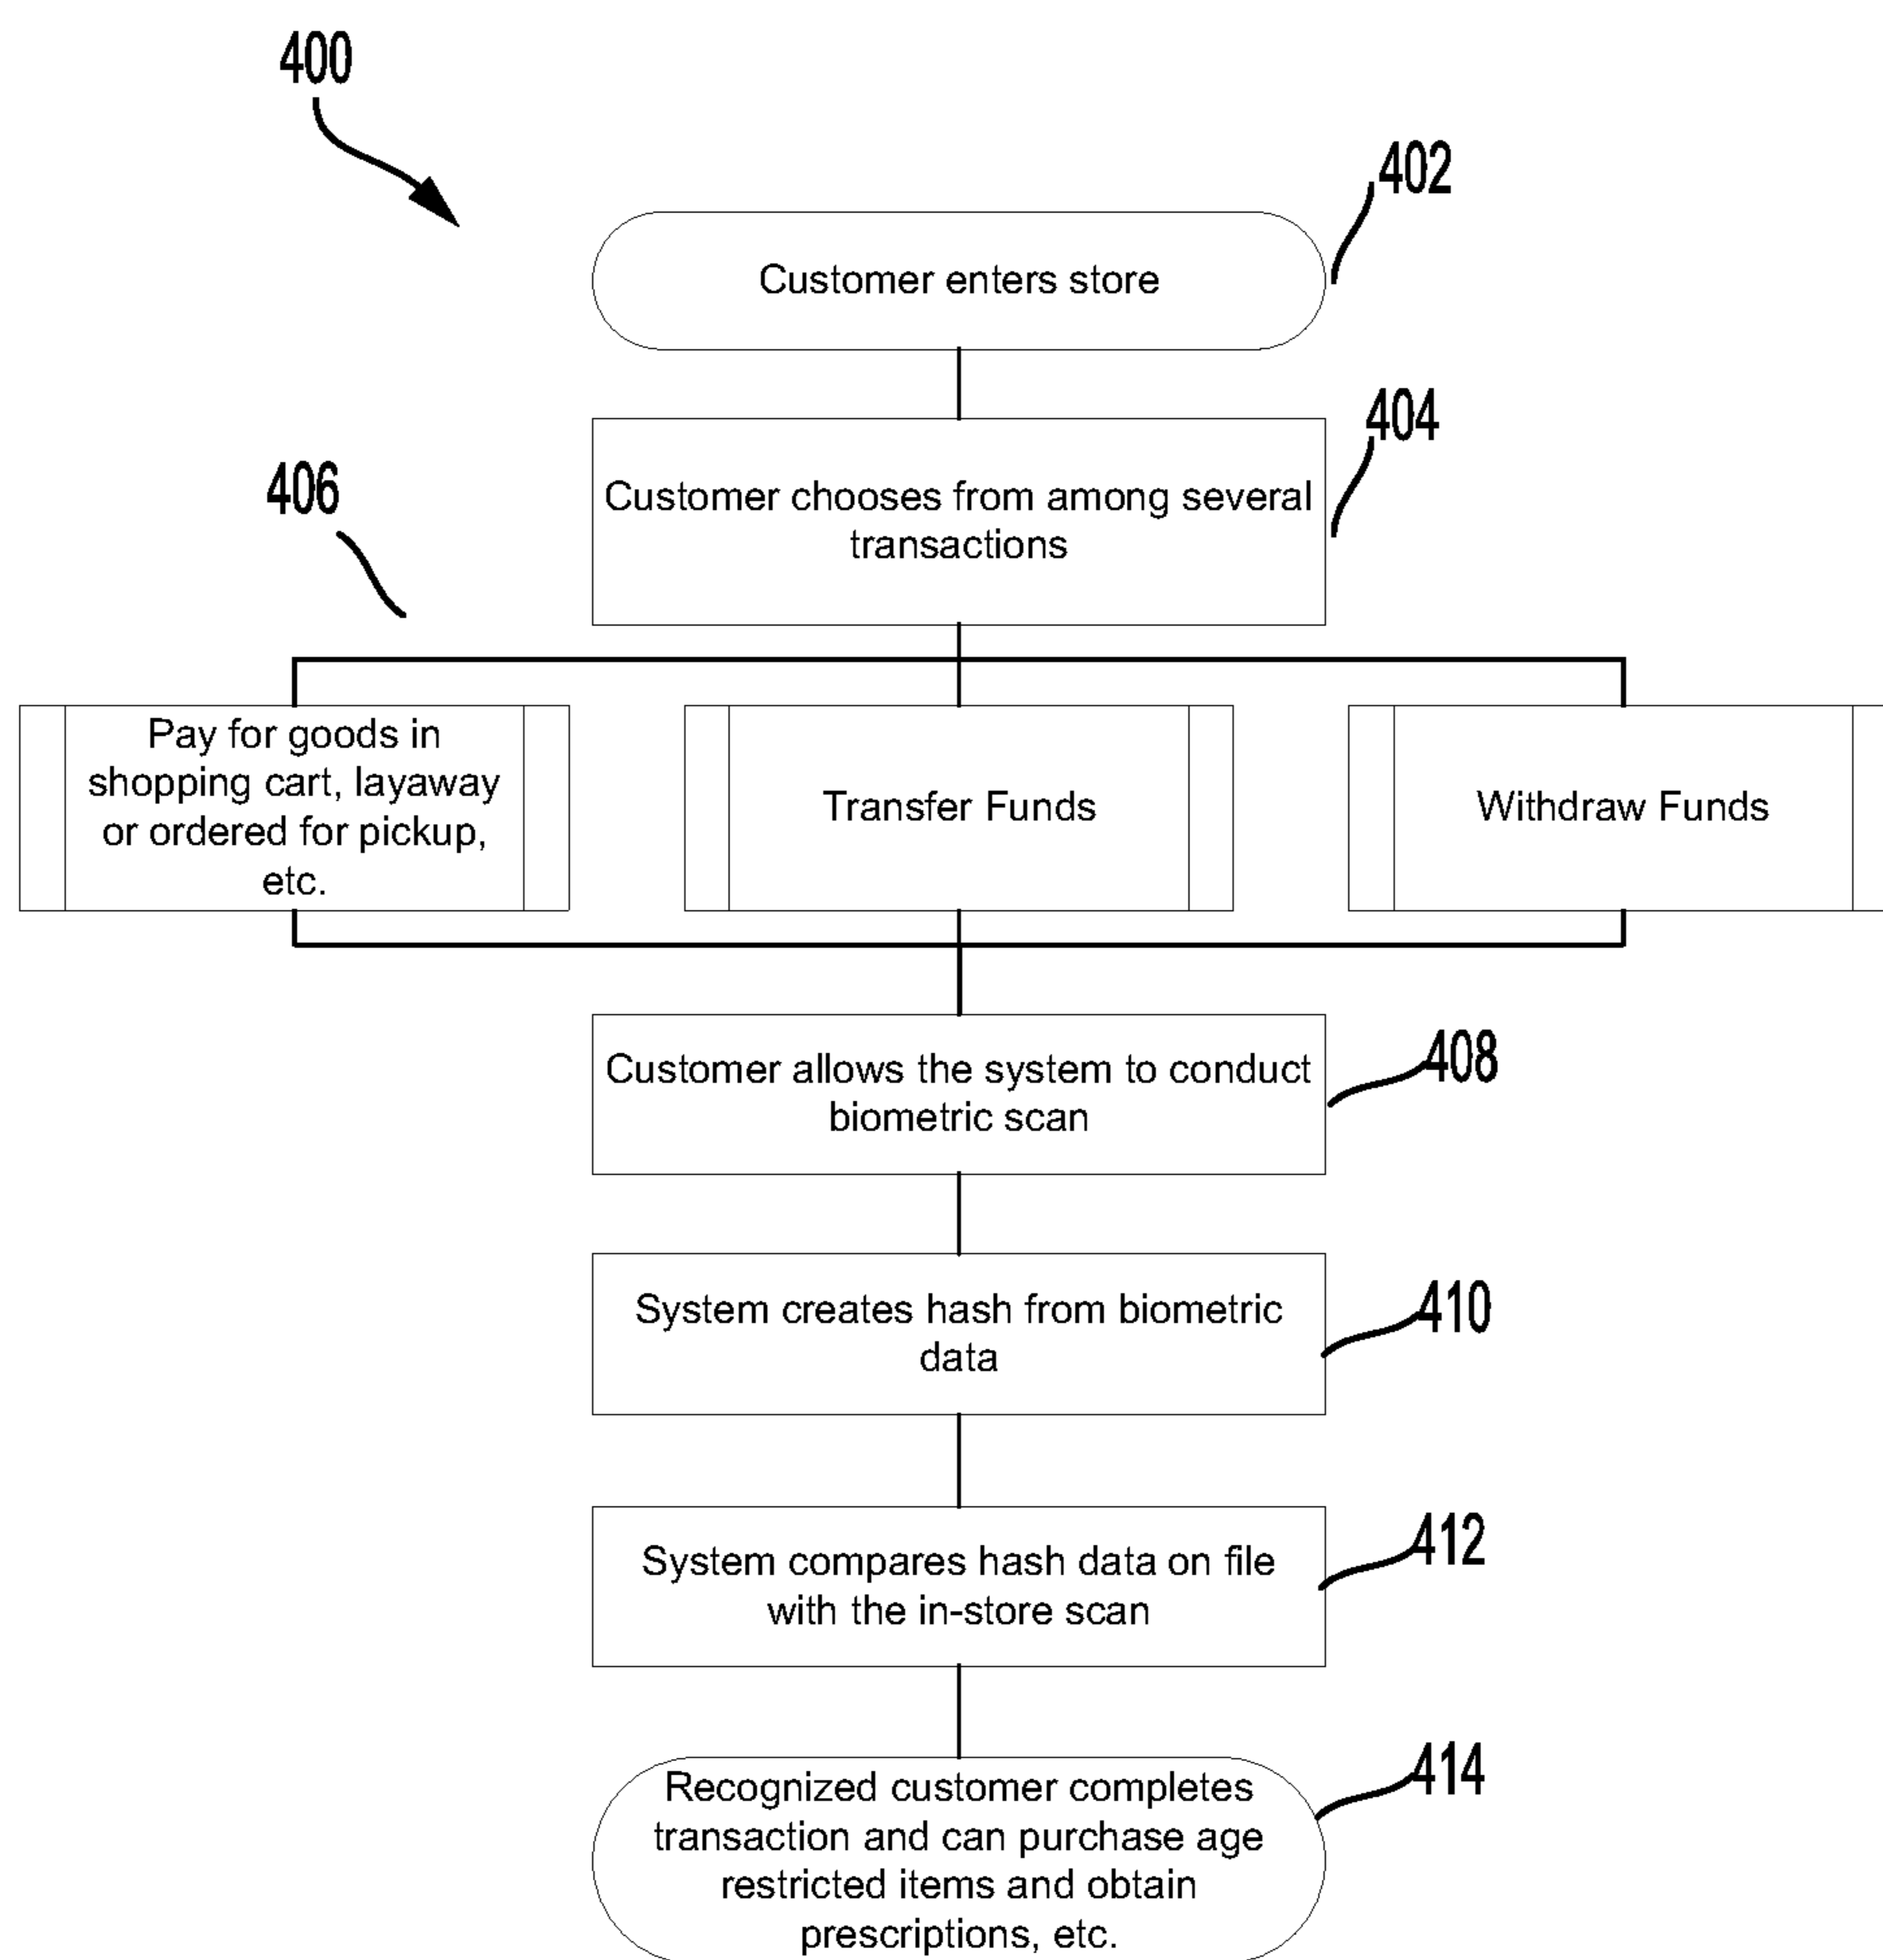 400
402
Customer enters store
404
Customer chooses from among several
transactions
406
Pay for goods in
shopping cart, layaway
or ordered for pickup,
etc.
Transfer Funds
Withdraw Funds
408
Customer allows the system to conduct
biometric scan
410
System creates hash from biometric
data
412
System compares hash data on file
with the in-store scan
414
Recognized customer completes
transaction and can purchase age
restricted items and obtain
prescriptions, etc.